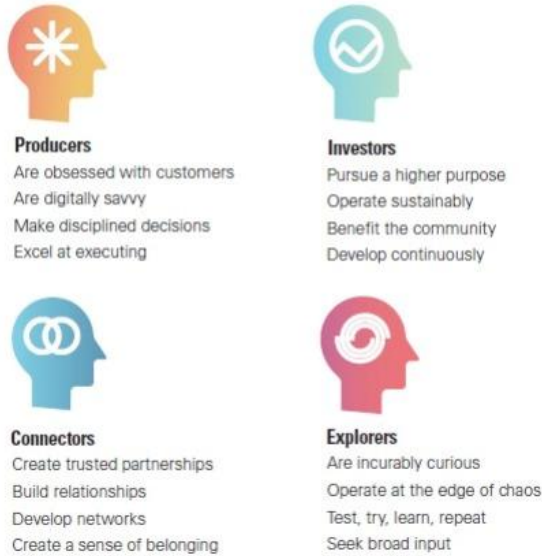 Producers
Are obsessed with customers
Are digitally savvy
Make disciplined decisions
Excel at executing
Investors
Pursue a higher purpose
Operate sustainably
Benefit the community
Develop continuously
Connectors
Create trusted partnerships
Build relationships
Develop networks
Create a sense of belonging
Explorers
Are incurably curious
Operate at the edge of chaos
Test, try, learn, repeat
Seek broad input